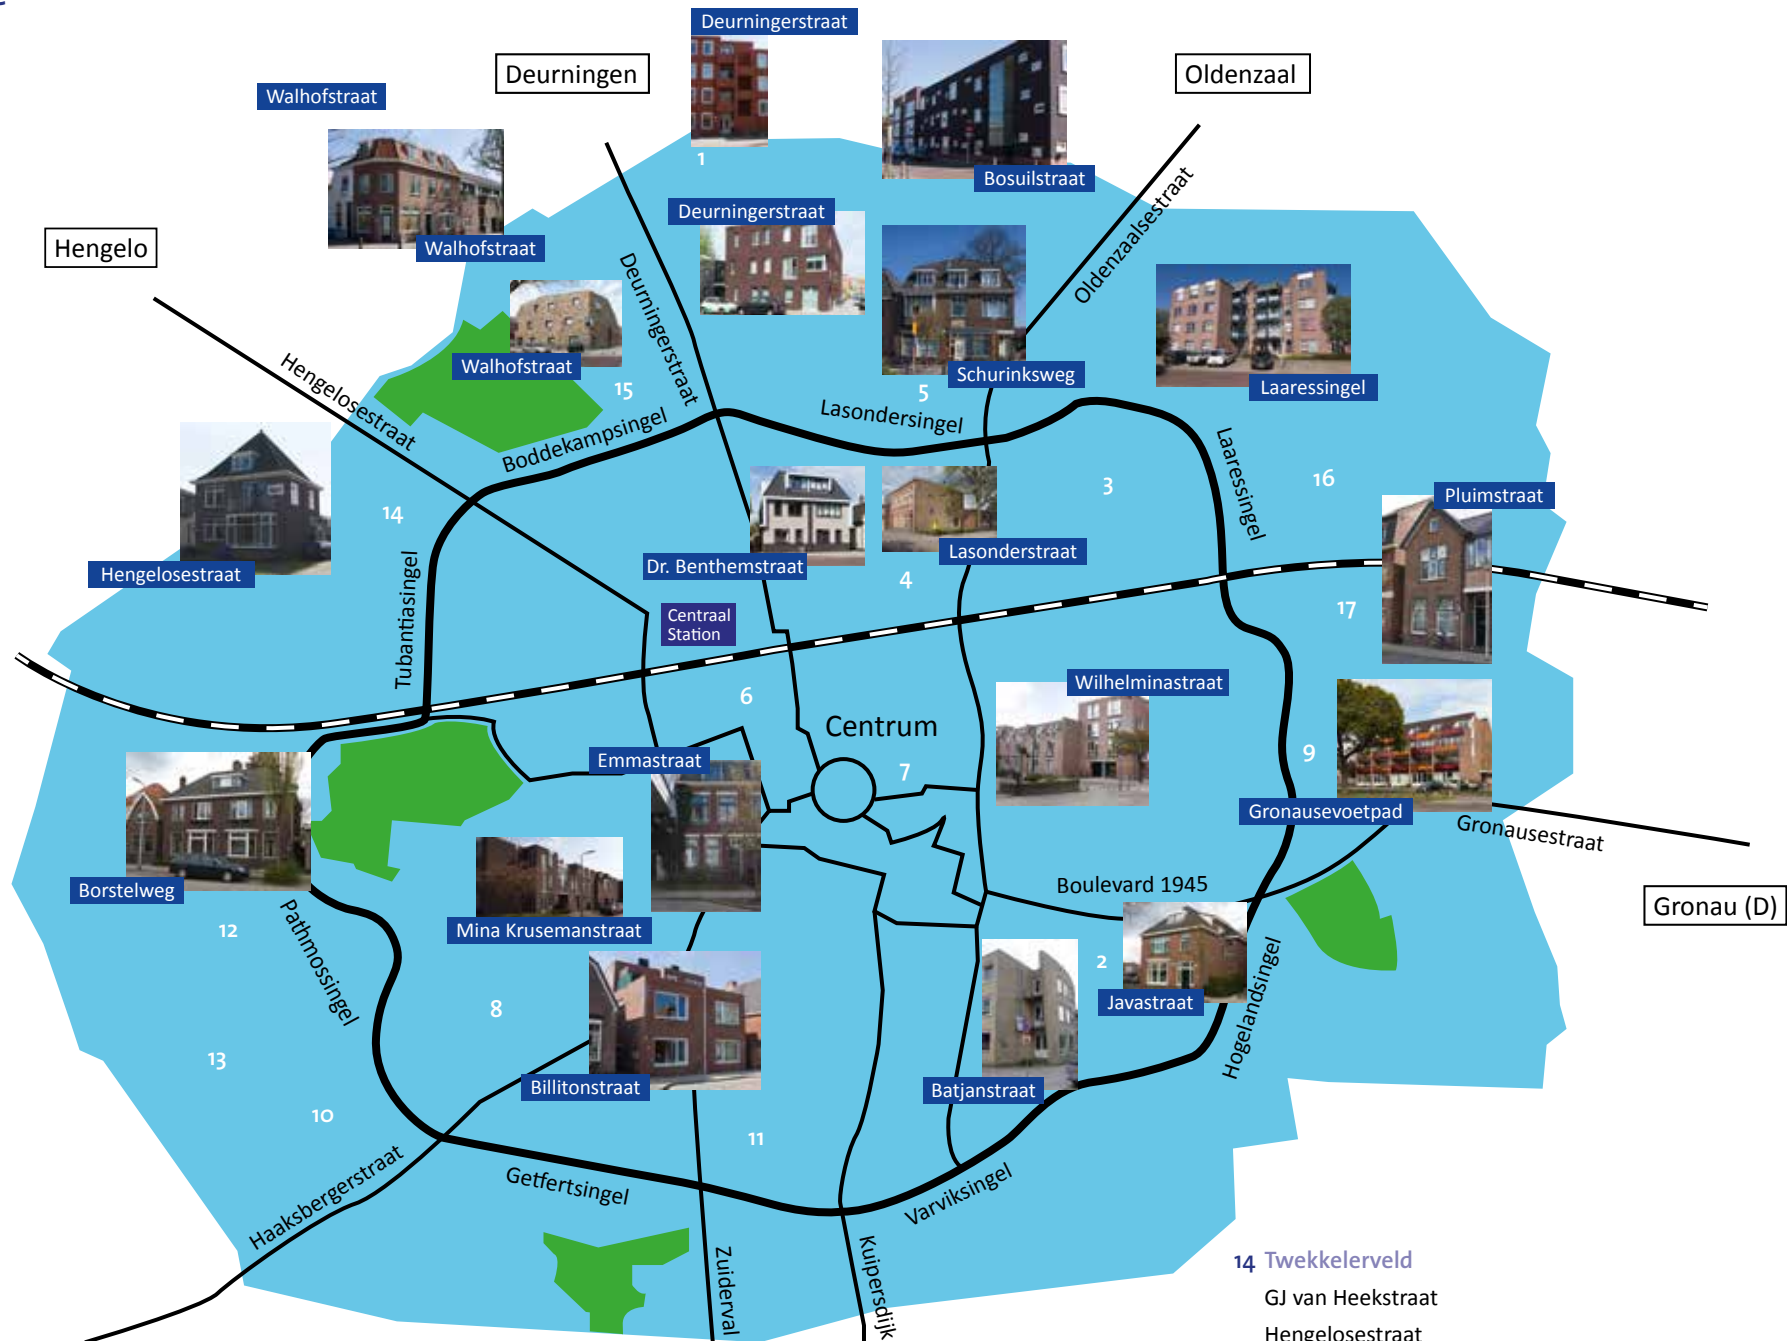 Deurningerstraat
Deurningen
Oldenzaal
Walhofstraat
1
Bosuilstraat
Deurningerstraat
Walhofstraat
Hengelo
Oldenzaalsestraat
Deurningerstraat
Walhofstraat
Schurinksweg
Laaressingel
15
5
Hengelosestraat
Lasondersingel
Boddekampsingel
Laaressingel
16
3
Pluimstraat
14
Lasonderstraat
Dr. Benthemstraat
Hengelosestraat
4
Tubantiasingel
17
Centraal
Station
Wilhelminastraat
6
Centrum
9
Emmastraat
7
Gronausevoetpad
Gronausestraat
Borstelweg
Boulevard 1945
Gronau (D)
Pathmossingel
12
Mina Krusemanstraat
2
Javastraat
Hogelandsingel
8
13
Billitonstraat
Batjanstraat
10
11
Haaksbergerstraat
Getfertsingel
Varviksingel
Zuiderval
Kuipersdijk
14 Twekkelerveld
GJ van Heekstraat
Hengelosestraat